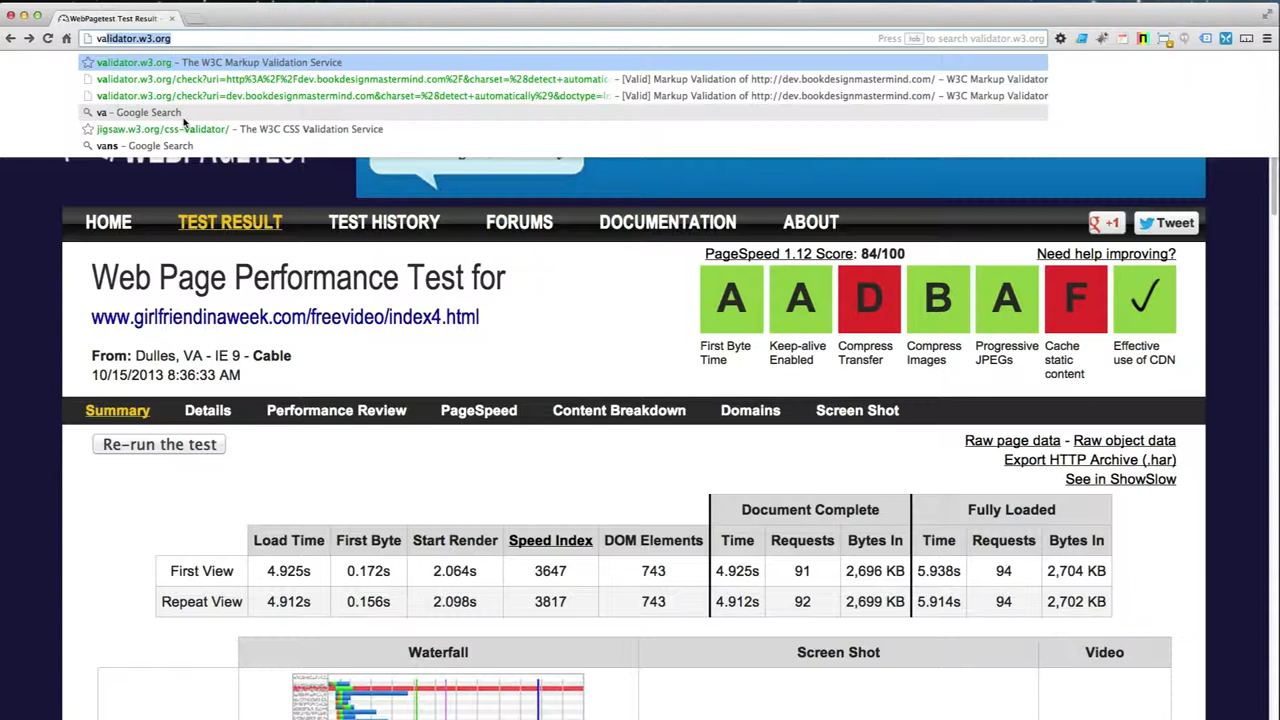 WebPagetest Test Result -
validator.w3.org
Press tab to search validator.w3.org
validator.w3.org - The W3C Markup Validation Service
validator.w3.org/check?uri=http%3A%2F%2Fdev.bookdesignmastermind.com%2F&charset=%28detect+automatic... - [Valid] Markup Validation of http://dev.bookdesignmastermind.com/ - W3C Markup Validator
validator.w3.org/check?uri=dev.bookdesignmastermind.com&charset=%28detect+automatically%29&doctype=In... - [Valid] Markup Validation of http://dev.bookdesignmastermind.com/ - W3C Markup Validator
va - Google Search
jigsaw.w3.org/css-validator/ - The W3C CSS Validation Service
vans - Google Search
HOME TEST RESULT TEST HISTORY FORUMS DOCUMENTATION ABOUT
+1 Tweet
PageSpeed 1.12 Score: 84/100 Need help improving?
Web Page Performance Test for
www.girlfriendinaweek.com/freevideo/index4.html
A A D B A F ✓
First Byte Time
Keep-alive Enabled
Compress Transfer
Compress Images
Progressive JPEGs
Cache static content
Effective use of CDN
From: Dulles, VA - IE 9 - Cable
10/15/2013 8:36:33 AM
Summary Details Performance Review PageSpeed Content Breakdown Domains Screen Shot
Re-run the test
Raw page data - Raw object data
Export HTTP Archive (.har)
See in ShowSlow
Document Complete Fully Loaded
Load Time First Byte Start Render Speed Index DOM Elements Time Requests Bytes In Time Requests Bytes In
First View 4.925s 0.172s 2.064s 3647 743 4.925s 91 2,696 KB 5.938s 94 2,704 KB
Repeat View 4.912s 0.156s 2.098s 3817 743 4.912s 92 2,699 KB 5.914s 94 2,702 KB
Waterfall Screen Shot Video